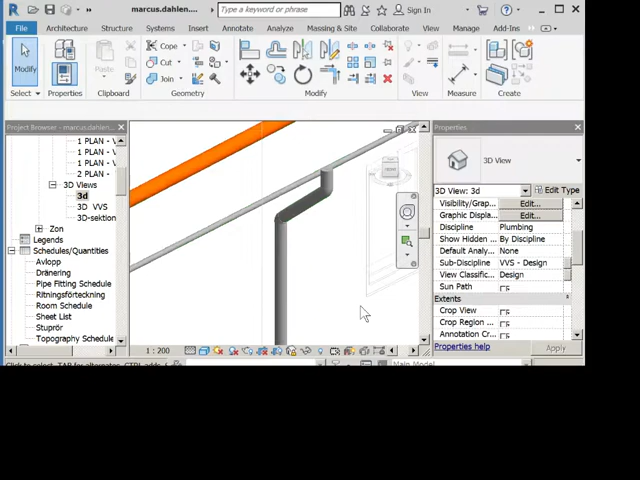 marcus.dahlen....
Type a keyword or phrase
Sign In
File Architecture Structure Systems Insert Annotate Analyze Massing & Site Collaborate View Manage Add-Ins
Modify
Properties
Paste
Cope
Cut
Join
Select Properties Clipboard Geometry Modify View Measure Create
Project Browser - marcus.dahlen....
1 PLAN - V
1 PLAN - V
1 PLAN - V
2 PLAN - V
3D Views
3d
3D VVS
3D-sektion
Zon
Legends
Schedules/Quantities
Avlopp
Dränering
Pipe Fitting Schedule
Ritningsförteckning
Room Schedule
Sheet List
Stuprör
Topography Schedule
1 : 200
Properties
3D View
3D View: 3d
Edit Type
Visibility/Grap... Edit...
Graphic Displa... Edit...
Discipline Plumbing
Show Hidden ... By Discipline
Default Analy... None
Sub-Discipline VVS - Design
View Classific... Design
Sun Path
Extents
Crop View
Crop Region ...
Annotation Cr...
Properties help
Apply
Main Model